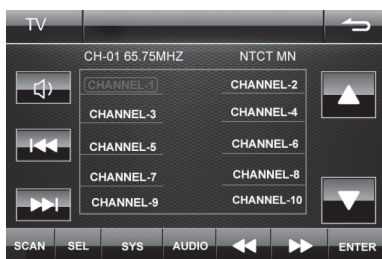 TV
CH-01 65.75MHZ NTCT MN
CHANNEL-1 CHANNEL-2
CHANNEL-3 CHANNEL-4
CHANNEL-5 CHANNEL-6
CHANNEL-7 CHANNEL-8
CHANNEL-9 CHANNEL-10
SCAN SEL SYS AUDIO ENTER